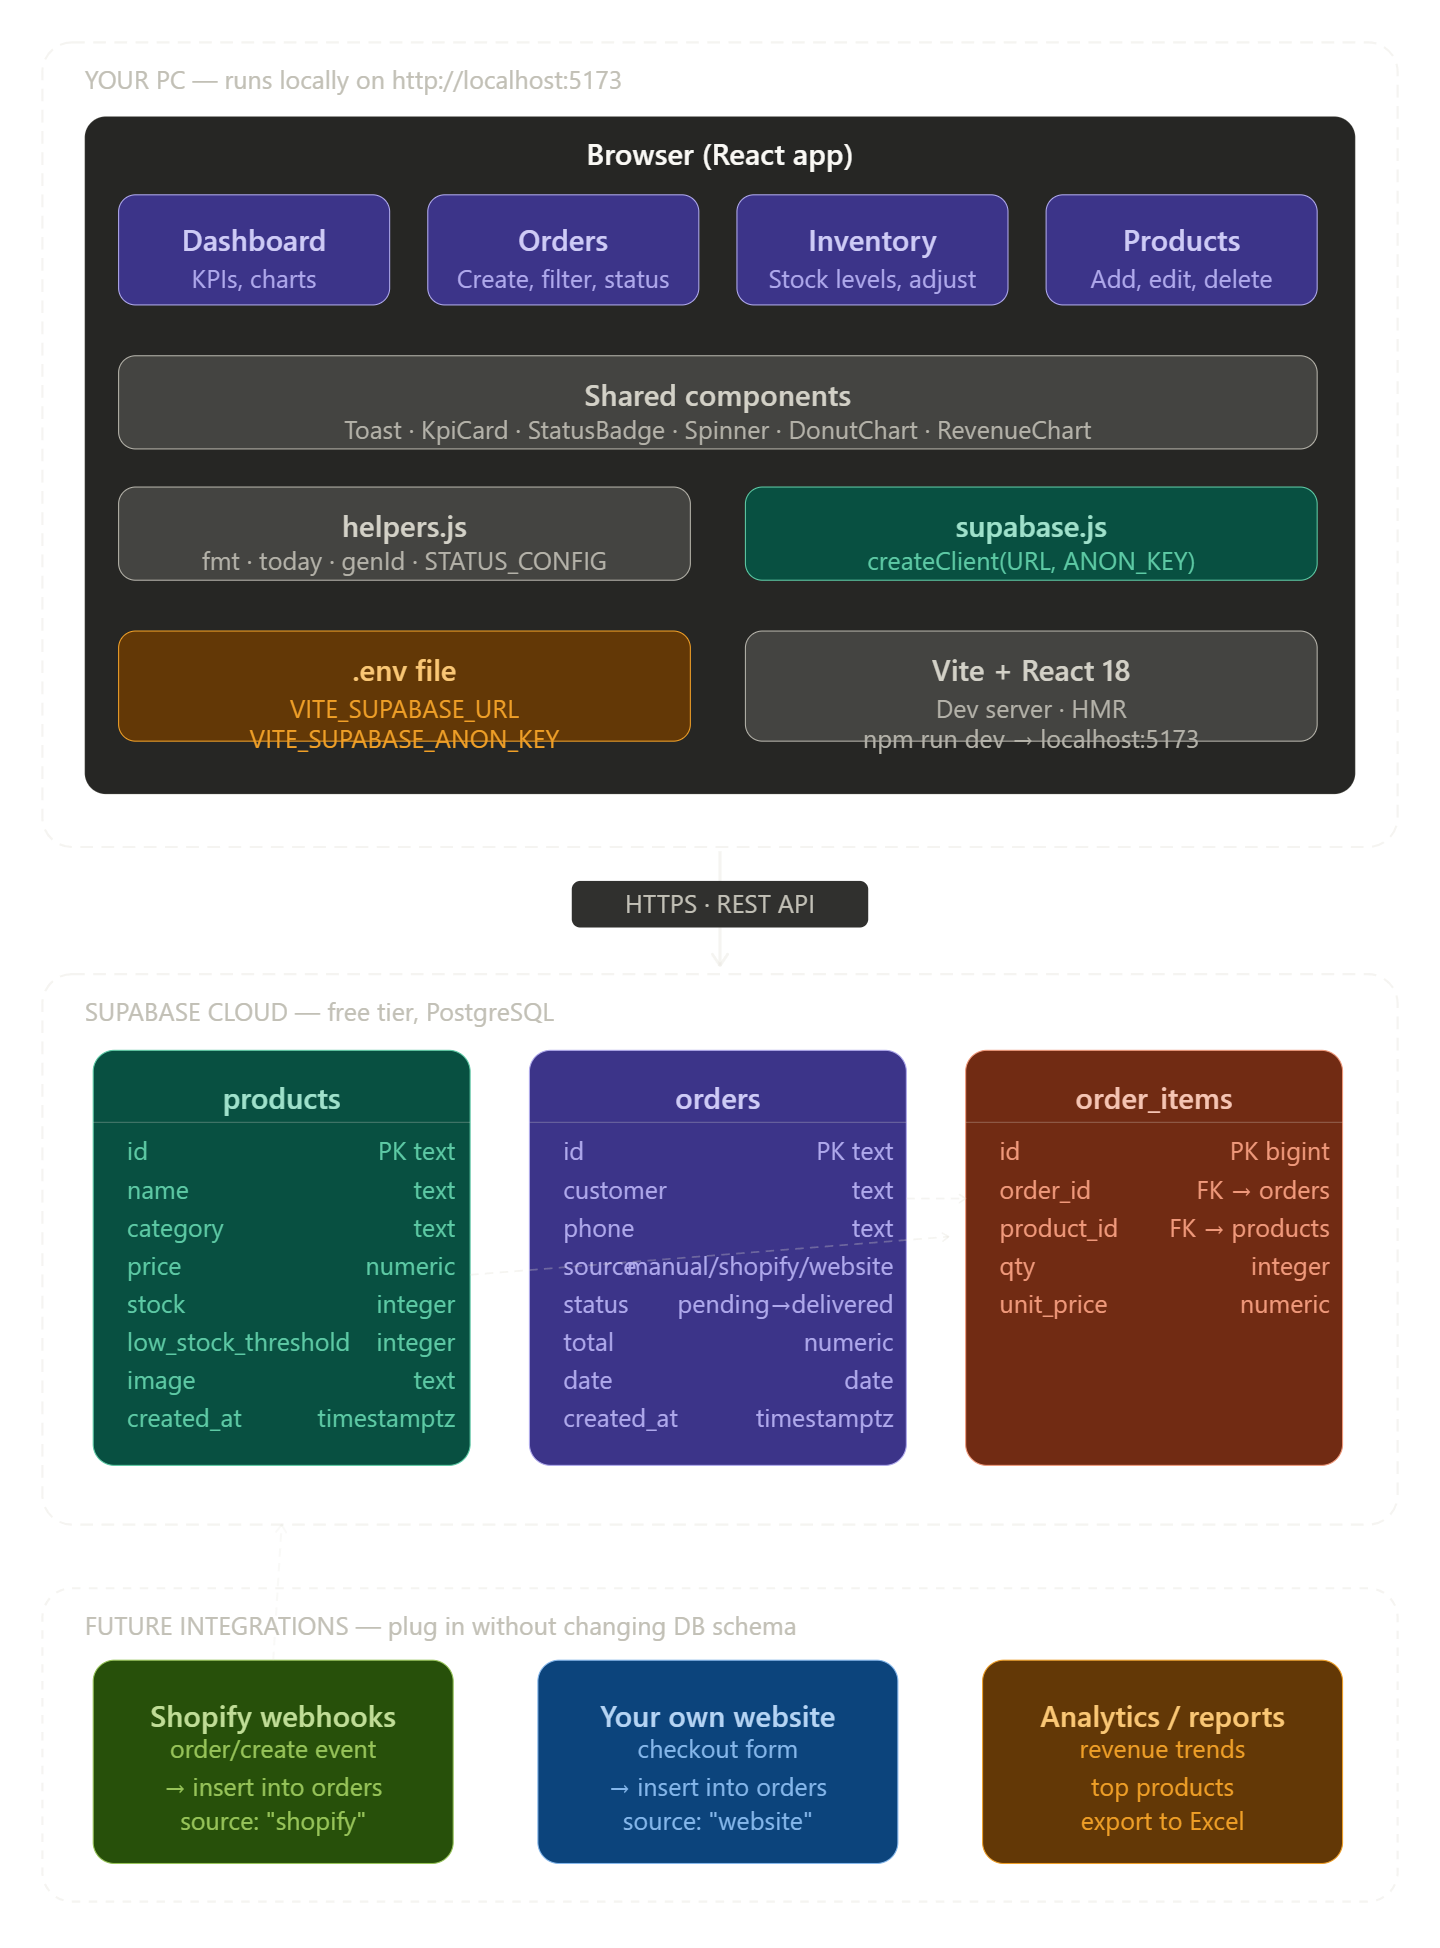 YOUR PC — runs locally on http://localhost:5173
Browser (React app)
Dashboard
KPIs, charts
Orders
Create, filter, status
Inventory
Stock levels, adjust
Products
Add, edit, delete
Shared components
Toast · KpiCard · StatusBadge · Spinner · DonutChart · RevenueChart
helpers.js
fmt · today · genId · STATUS_CONFIG
supabase.js
createClient(URL, ANON_KEY)
.env file
VITE_SUPABASE_URL
VITE_SUPABASE_ANON_KEY
Vite + React 18
Dev server · HMR
npm run dev → localhost:5173
HTTPS · REST API
SUPABASE CLOUD — free tier, PostgreSQL
products
id PK text
name text
category text
price numeric
stock integer
low_stock_threshold integer
image text
created_at timestamptz
orders
id PK text
customer text
phone text
source manual/shopify/website
status pending→delivered
total numeric
date date
created_at timestamptz
order_items
id PK bigint
order_id FK → orders
product_id FK → products
qty integer
unit_price numeric
FUTURE INTEGRATIONS — plug in without changing DB schema
Shopify webhooks
order/create event
→ insert into orders
source: "shopify"
Your own website
checkout form
→ insert into orders
source: "website"
Analytics / reports
revenue trends
top products
export to Excel